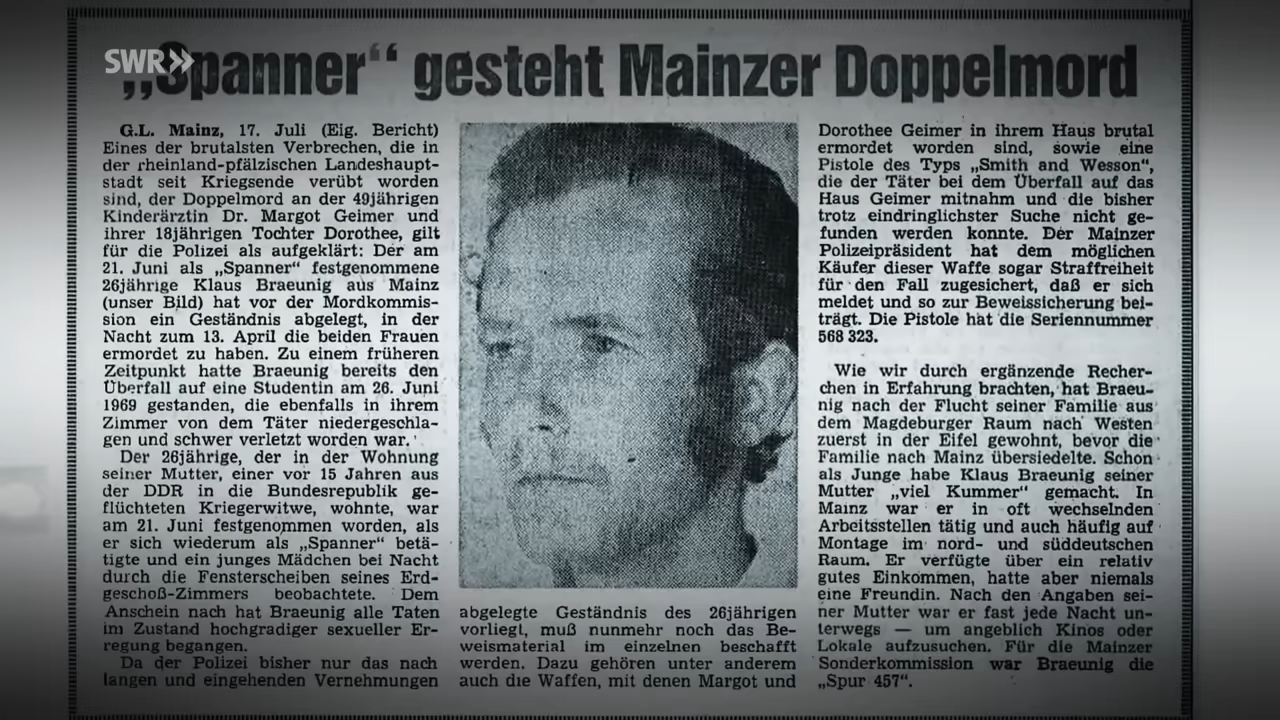 SWR»
„Spanner“ gesteht Mainzer Doppelmord
G.L. Mainz, 17. Juli (Eig. Bericht)
Eines der brutalsten Verbrechen, die in
der rheinland-pfälzischen Landeshaupt-
stadt seit Kriegsende verübt worden
sind, der Doppelmord an der 49jährigen
Kinderärztin Dr. Margot Geimer und
ihrer 18jährigen Tochter Dorothee, gilt
für die Polizei als aufgeklärt: Der am
21. Juni als „Spanner“ festgenommene
26jährige Klaus Braeunig aus Mainz
(unser Bild) hat vor der Mordkommis-
sion ein Geständnis abgelegt, in der
Nacht zum 13. April die beiden Frauen
ermordet zu haben. Zu einem früheren
Zeitpunkt hatte Braeunig bereits den
Überfall auf eine Studentin am 26. Juni
1969 gestanden, die ebenfalls in ihrem
Zimmer von dem Täter niedergeschla-
gen und schwer verletzt worden war.
Der 26jährige, der in der Wohnung
seiner Mutter, einer vor 15 Jahren aus
der DDR in die Bundesrepublik ge-
flüchteten Kriegerwitwe, wohnte, war
am 21. Juni festgenommen worden, als
er sich wiederum als „Spanner“ betä-
tigte und ein junges Mädchen bei Nacht
durch die Fensterscheiben seines Erd-
geschoß-Zimmers beobachtete. Dem
Anschein nach hat Braeunig alle Taten
im Zustand hochgradiger sexueller Er-
regung begangen.
Da der Polizei bisher nur das nach
langen und eingehenden Vernehmungen
abgelegte Geständnis des 26jährigen
vorliegt, muß nunmehr noch das Be-
weismaterial im einzelnen beschafft
werden. Dazu gehören unter anderem
auch die Waffen, mit denen Margot und
Dorothee Geimer in ihrem Haus brutal
ermordet worden sind, sowie eine
Pistole des Typs „Smith and Wesson“,
die der Täter bei dem Überfall auf das
Haus Geimer mitnahm und die bisher
trotz eindringlichster Suche nicht ge-
funden werden konnte. Der Mainzer
Polizeipräsident hat dem möglichen
Käufer dieser Waffe sogar Straffreiheit
für den Fall zugesichert, daß er sich
meldet und so zur Beweissicherung bei-
trägt. Die Pistole hat die Seriennummer
568 323.
Wie wir durch ergänzende Recher-
chen in Erfahrung brachten, hat Braeu-
nig nach der Flucht seiner Familie aus
dem Magdeburger Raum nach Westen
zuerst in der Eifel gewohnt, bevor die
Familie nach Mainz übersiedelte. Schon
als Junge habe Klaus Braeunig seiner
Mutter „viel Kummer“ gemacht. In
Mainz war er in oft wechselnden
Arbeitsstellen tätig und auch häufig auf
Montage im nord- und süddeutschen
Raum. Er verfügte über ein relativ
gutes Einkommen, hatte aber niemals
eine Freundin. Nach den Angaben sei-
ner Mutter war er fast jede Nacht un-
terwegs — um angeblich Kinos oder
Lokale aufzusuchen. Für die Mainzer
Sonderkommission war Braeunig die
„Spur 457“.